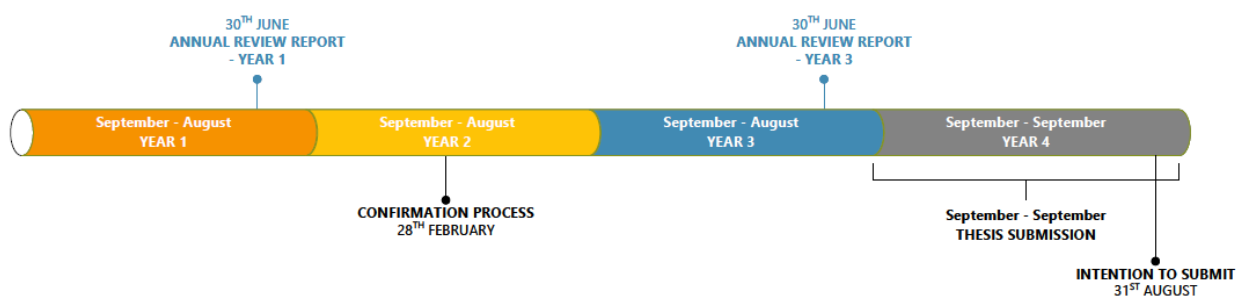 30TH JUNE
ANNUAL REVIEW REPORT
- YEAR 1
30TH JUNE
ANNUAL REVIEW REPORT
- YEAR 3
September - August
YEAR 1
September - August
YEAR 2
September - August
YEAR 3
September - September
YEAR 4
CONFIRMATION PROCESS
28TH FEBRUARY
September - September
THESIS SUBMISSION
INTENTION TO SUBMIT
31ST AUGUST